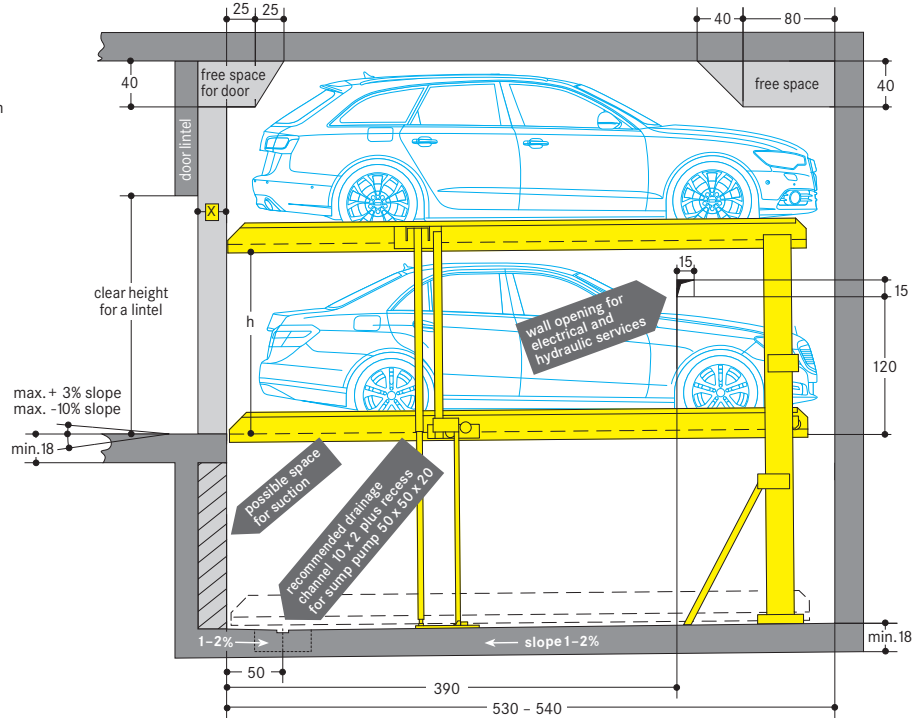 25
25
40
80
40
free space
for door
free space
40
n
door lintel
X
15
15
clear height
for a lintel
h
wall opening for
electrical and
hydraulic services
120
max. + 3% slope
max. -10% slope
min.18
possible space
for suction
recommended drainage
channel 10 x 2 plus recess
for sump pump 50 x 50 x 20
1–2%
slope 1–2%
min.18
50
390
530 – 540